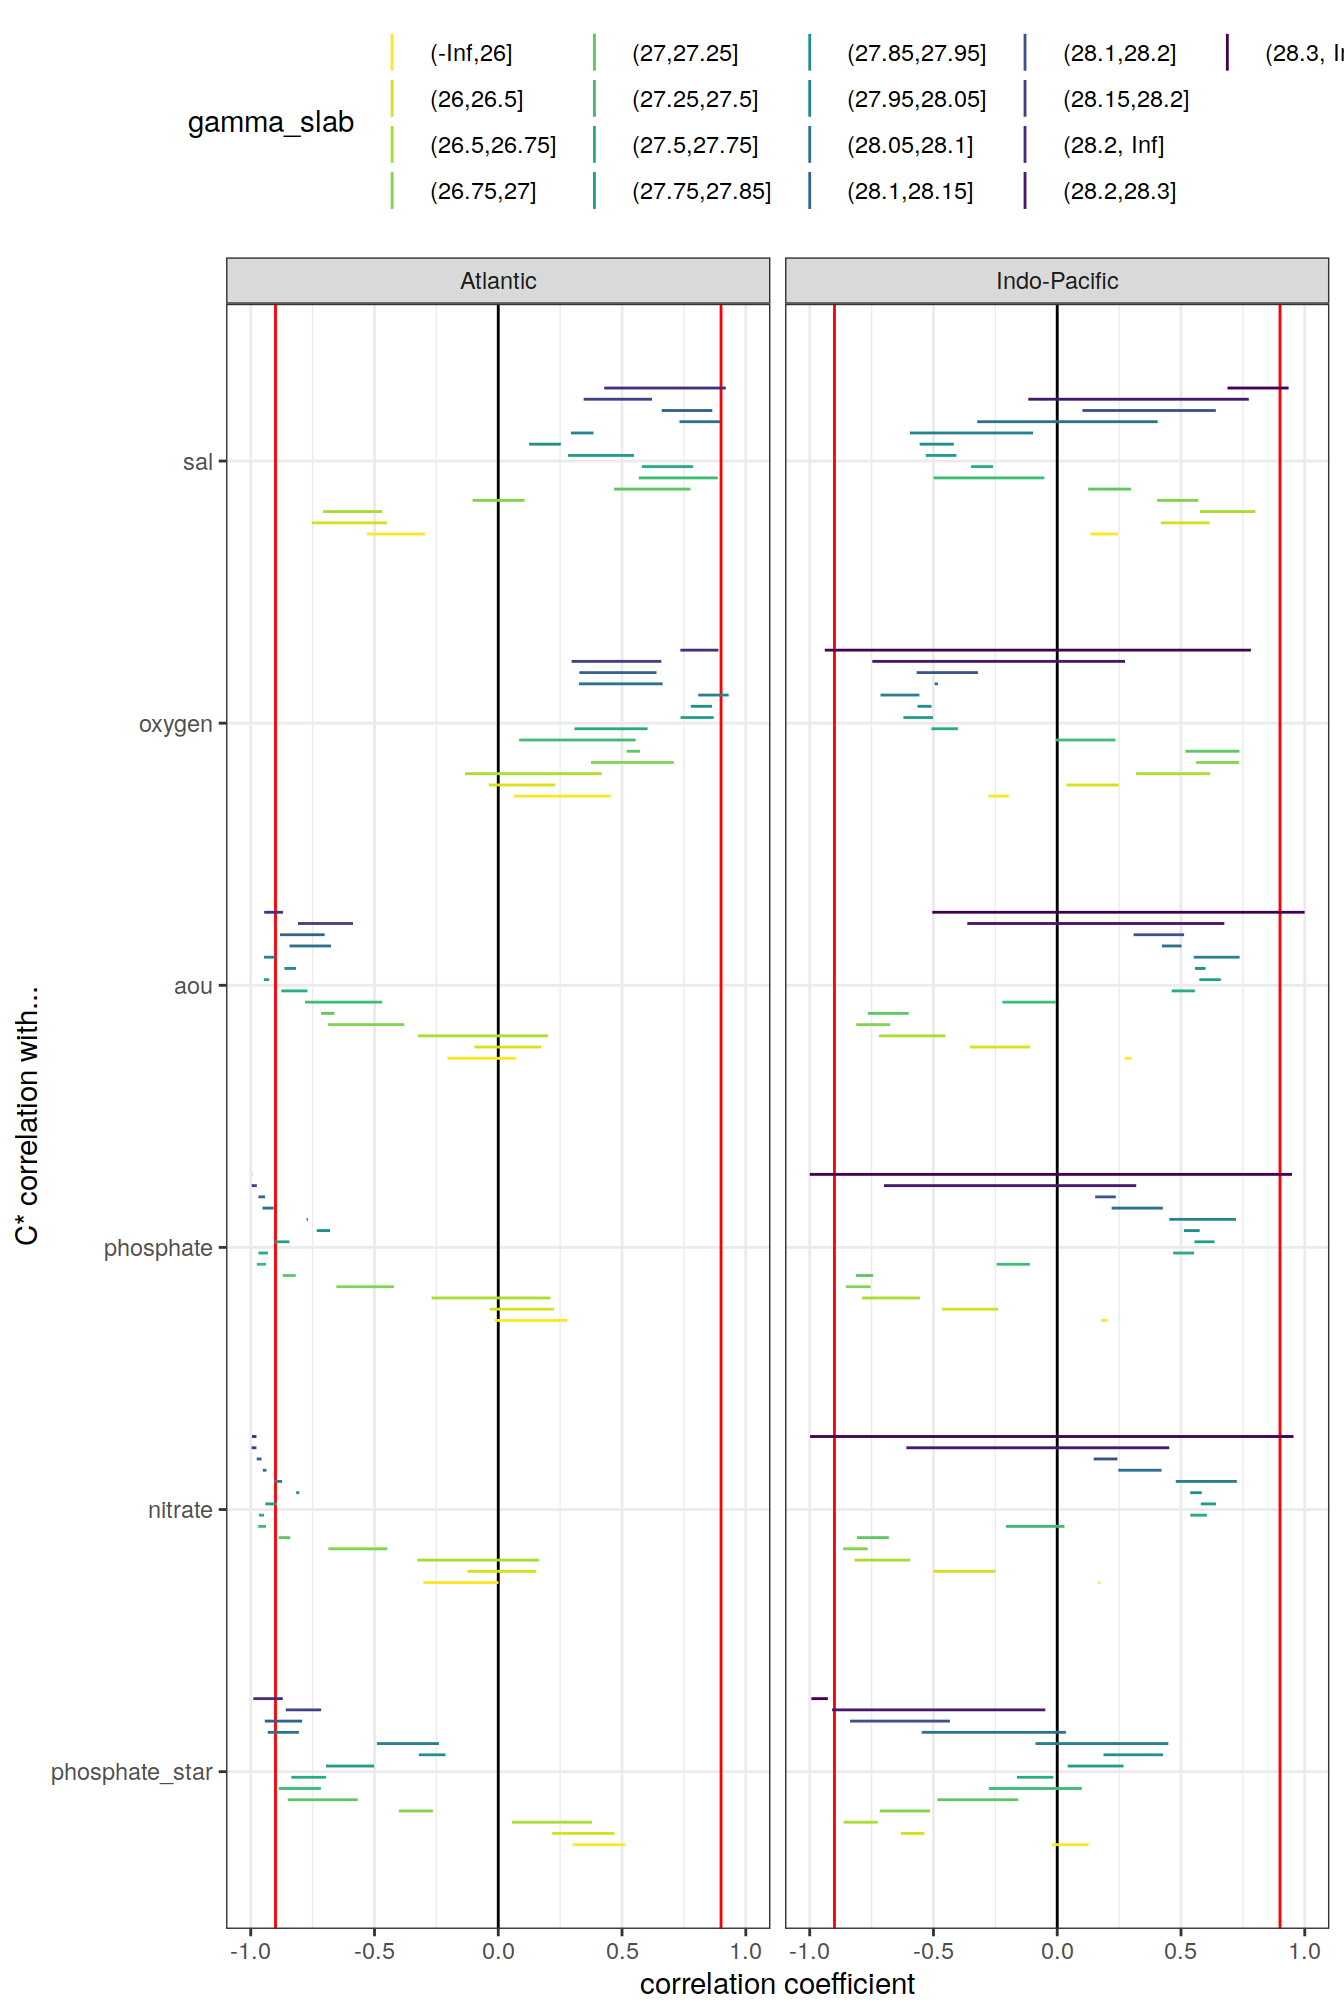 gamma_slab
(-Inf,26]
(26,26.5]
(26.5,26.75]
(26.75,27]
(27,27.25]
(27.25,27.5]
(27.5,27.75]
(27.75,27.85]
(27.85,27.95]
(27.95,28.05]
(28.05,28.1]
(28.1,28.15]
(28.1,28.2]
(28.15,28.2]
(28.2, Inf]
(28.2,28.3]
(28.3,
Atlantic
Indo-Pacific
C* correlation with...
sal
oxygen
aou
phosphate
nitrate
phosphate_star
-1.0 -0.5 0.0 0.5 1.0
-1.0 -0.5 0.0 0.5 1.0
correlation coefficient